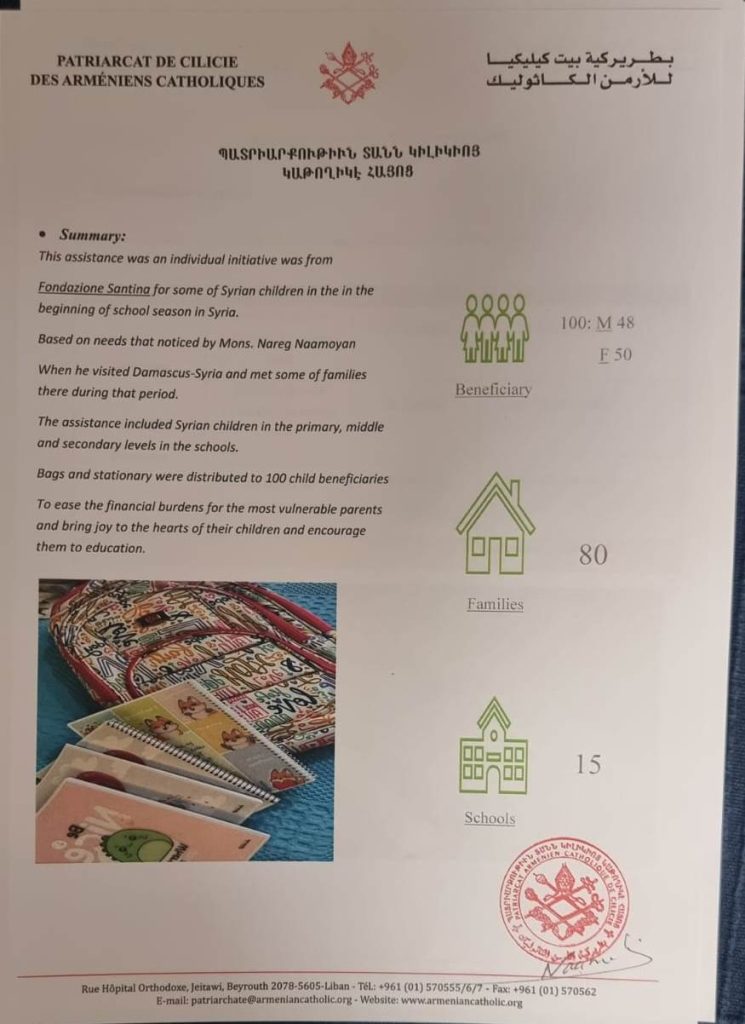 PATRIARCAT DE CILICIE
DES ARMÉNIENS CATHOLIQUES
بطريركية بيت كيليكيا
للأرمن الكاثوليك
ՊԱՏՐԻԱՐՔՈՒԹԻՒՆ ՏԱՆՆ ԿԻԼԻԿԻՈՅ
ԿԱԹՈՂԻԿԷ ՀԱՅՈՑ
• Summary:
This assistance was an individual initiative was from
Fondazione Santina for some of Syrian children in the in the
beginning of school season in Syria.
Based on needs that noticed by Mons. Nareg Naamoyan
When he visited Damascus-Syria and met some of families
there during that period.
The assistance included Syrian children in the primary, middle
and secondary levels in the schools.
Bags and stationary were distributed to 100 child beneficiaries
To ease the financial burdens for the most vulnerable parents
and bring joy to the hearts of their children and encourage
them to education.
100: M 48
F 50
Beneficiary
80
Families
15
Schools
PATRIARCAT ARMÉNIEN CATHOLIQUE DE CILICIE
Rue Hôpital Orthodoxe, Jeitawi, Beyrouth 2078-5605-Liban - Tél.: +961 (01) 570555/6/7 - Fax: +961 (01) 570562
E-mail: patriarchate@armeniancatholic.org - Website: www.armeniancatholic.org